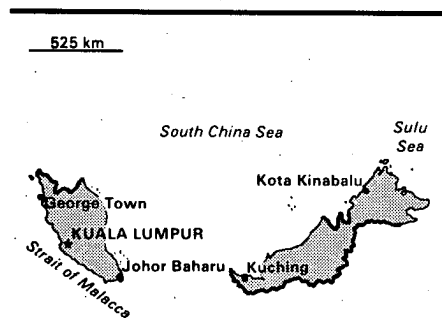 525 km
South China Sea
Sulu
Sea
Kota Kinabalu
George Town
KUALA LUMPUR
Strait of Malacca
Johor Baharu
Kuching